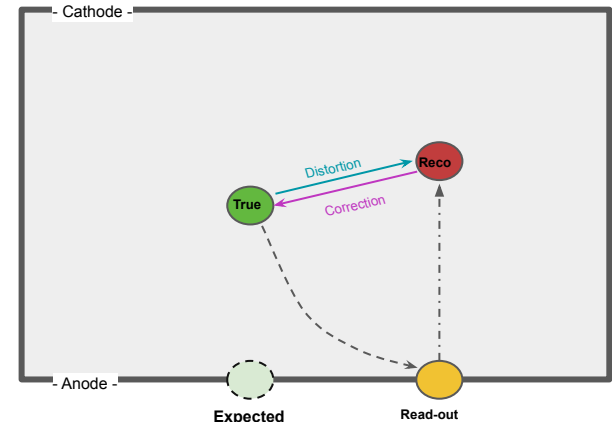 - Cathode -
Distortion
Reco
True
Correction
- Anode -
Expected
Read-out